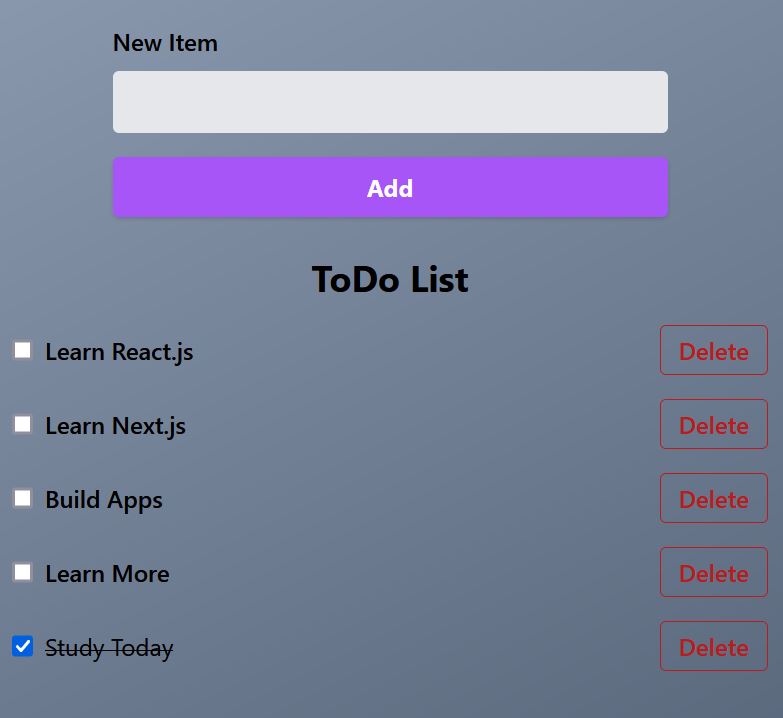 New Item
Add
ToDo List
Learn React.js Delete
Learn Next.js Delete
Build Apps Delete
Learn More Delete
Study Today Delete